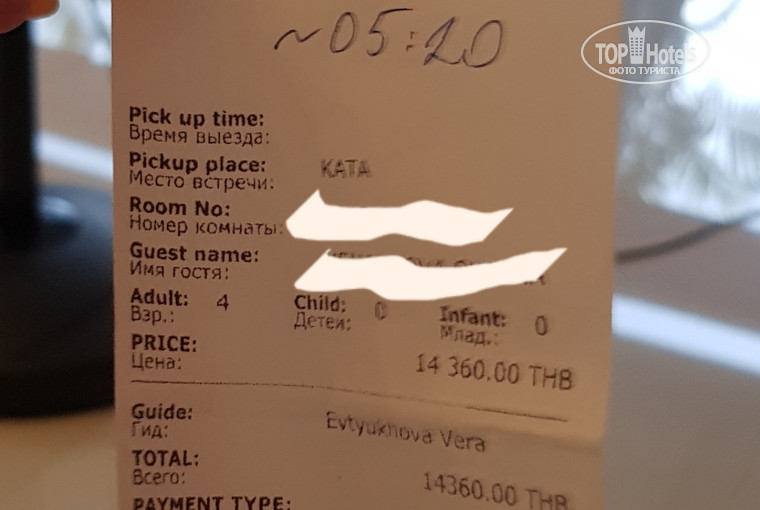 ~05:20
TOP Hotels
ФОТО ТУРИСТА
Pick up time:
Время выезда:
Pickup place: КАТА
Место встречи:
Room No:
Номер комнаты:
Guest name:
Имя гостя:
Adult: 4 Child: 0 Infant: 0
Взр.: Детей: Млад.:
PRICE:
Цена: 14 360.00 THB
Guide: Evtyukhova Vera
Гид:
TOTAL:
Всего: 14360.00 THB
PAYMENT TYPE: